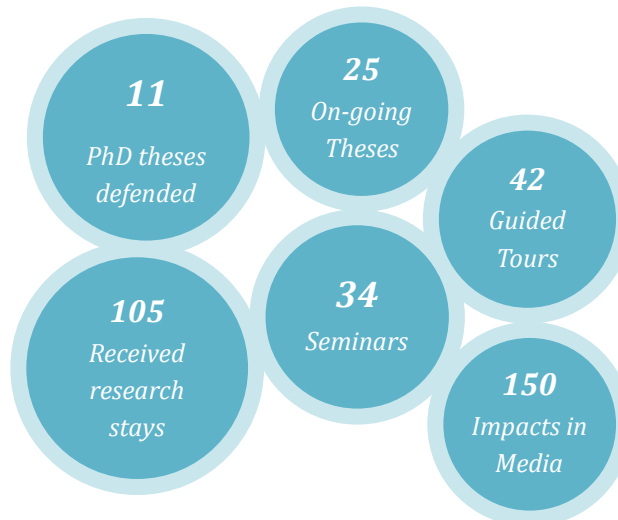 11
PhD theses
defended
25
On-going
Theses
42
Guided
Tours
105
Received
research
stays
34
Seminars
150
Impacts in
Media